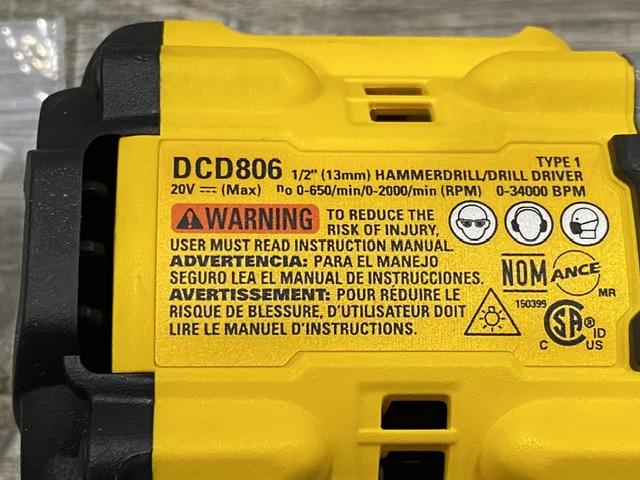 DCD806 1/2" (13mm) HAMMERDRILL/DRILL DRIVER
TYPE 1
20V ⎓ (Max) no 0-650/min/0-2000/min (RPM) 0-34000 BPM
WARNING TO REDUCE THE
RISK OF INJURY,
USER MUST READ INSTRUCTION MANUAL.
ADVERTENCIA: PARA EL MANEJO
SEGURO LEA EL MANUAL DE INSTRUCCIONES.
AVERTISSEMENT: POUR RÉDUIRE LE
RISQUE DE BLESSURE, D'UTILISATEUR DOIT
LIRE LE MANUEL D'INSTRUCTIONS.
NOM ANCE
MR
150399
CSA® ID
C US